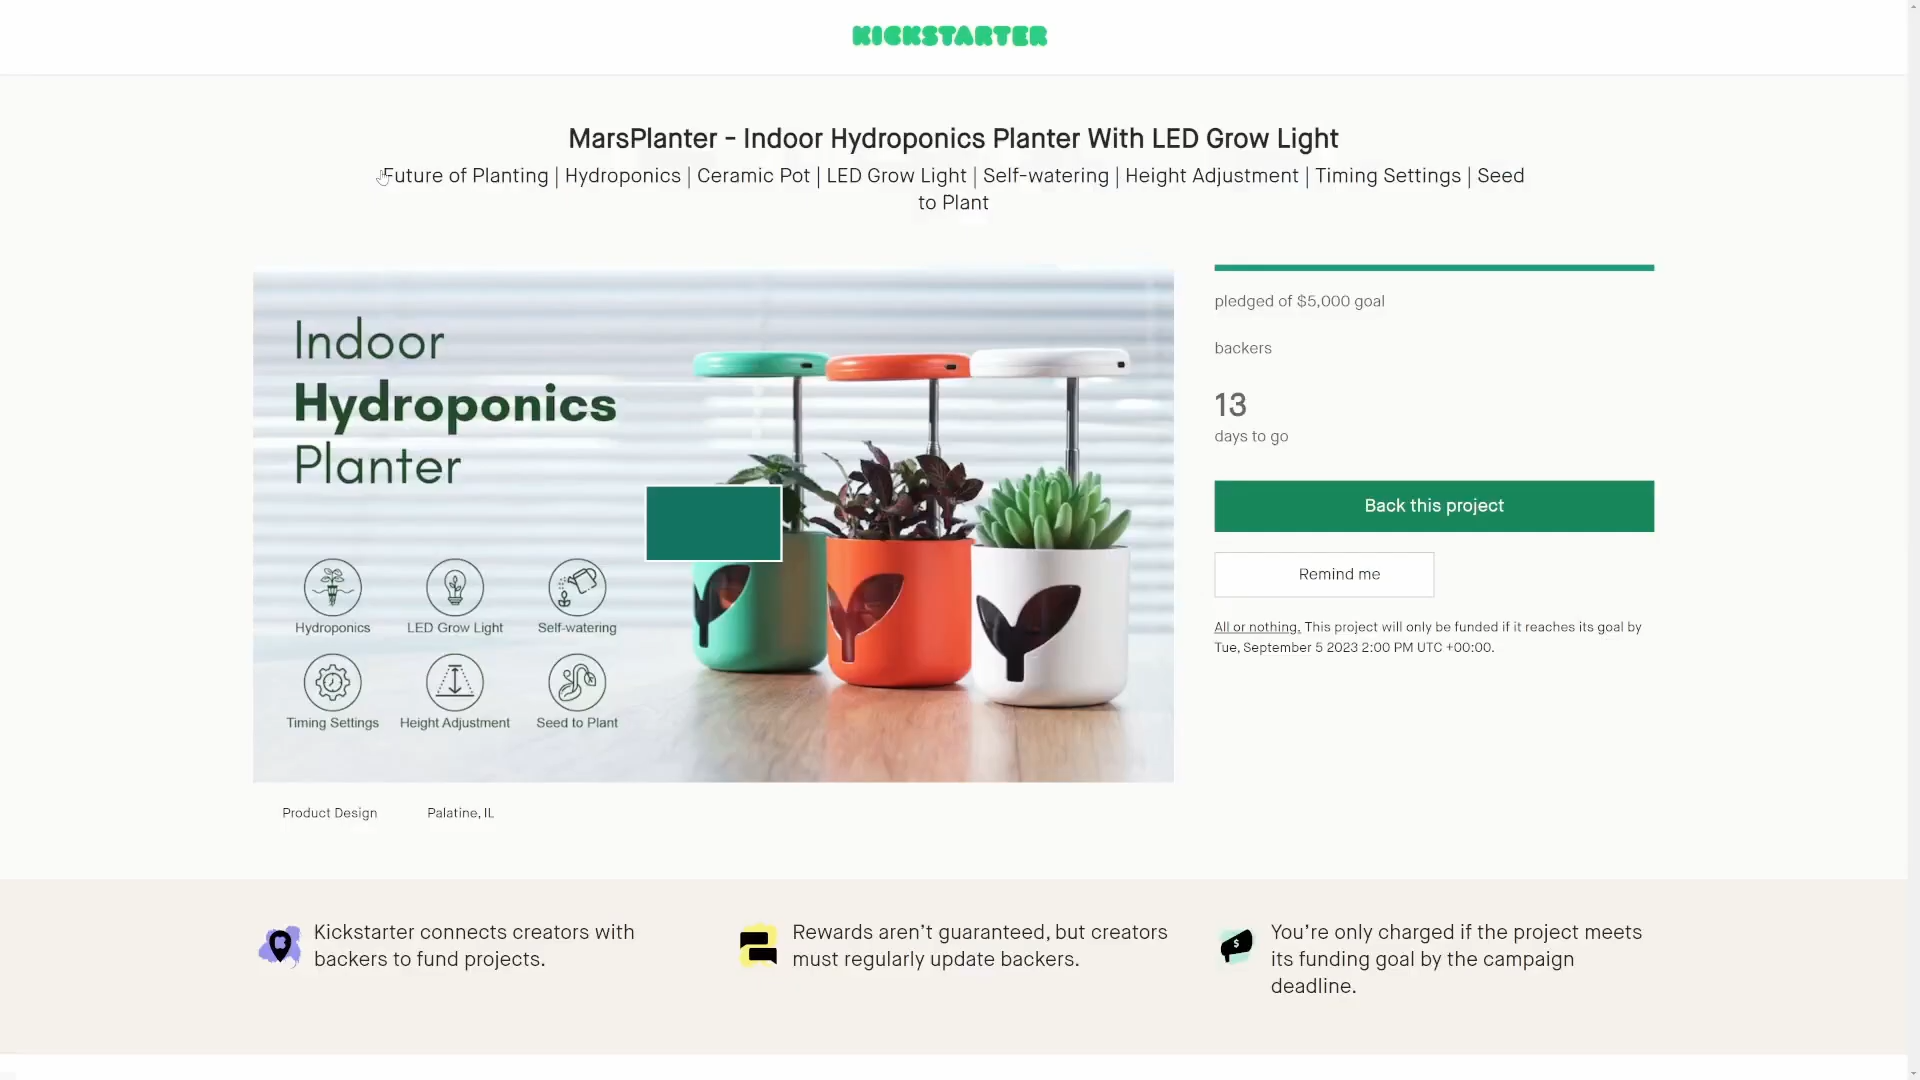 KICKSTARTER
MarsPlanter - Indoor Hydroponics Planter With LED Grow Light
Future of Planting | Hydroponics | Ceramic Pot | LED Grow Light | Self-watering | Height Adjustment | Timing Settings | Seed
to Plant
Indoor
Hydroponics
Planter
Hydroponics
LED Grow Light
Self-watering
Timing Settings
Height Adjustment
Seed to Plant
pledged of $5,000 goal
backers
13
days to go
Back this project
Remind me
All or nothing. This project will only be funded if it reaches its goal by
Tue, September 5 2023 2:00 PM UTC +00:00.
Product Design
Palatine, IL
Kickstarter connects creators with
backers to fund projects.
Rewards aren’t guaranteed, but creators
must regularly update backers.
You’re only charged if the project meets
its funding goal by the campaign
deadline.